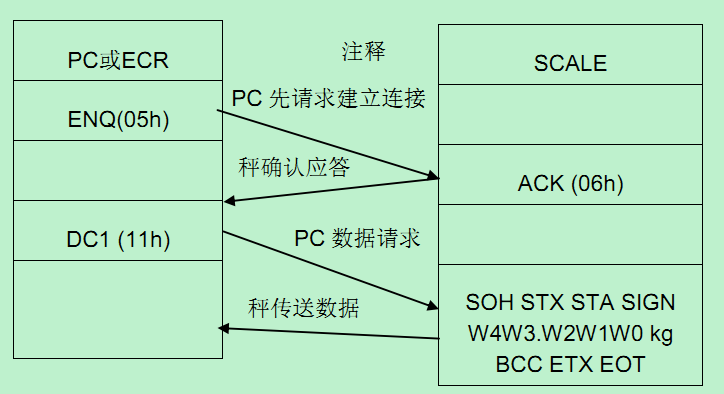 PC或ECR
注释
SCALE
PC 先请求建立连接
ENQ(05h)
秤确认应答
ACK (06h)
DC1 (11h)
PC 数据请求
秤传送数据
SOH STX STA SIGN
W4W3.W2W1W0 kg
BCC ETX EOT